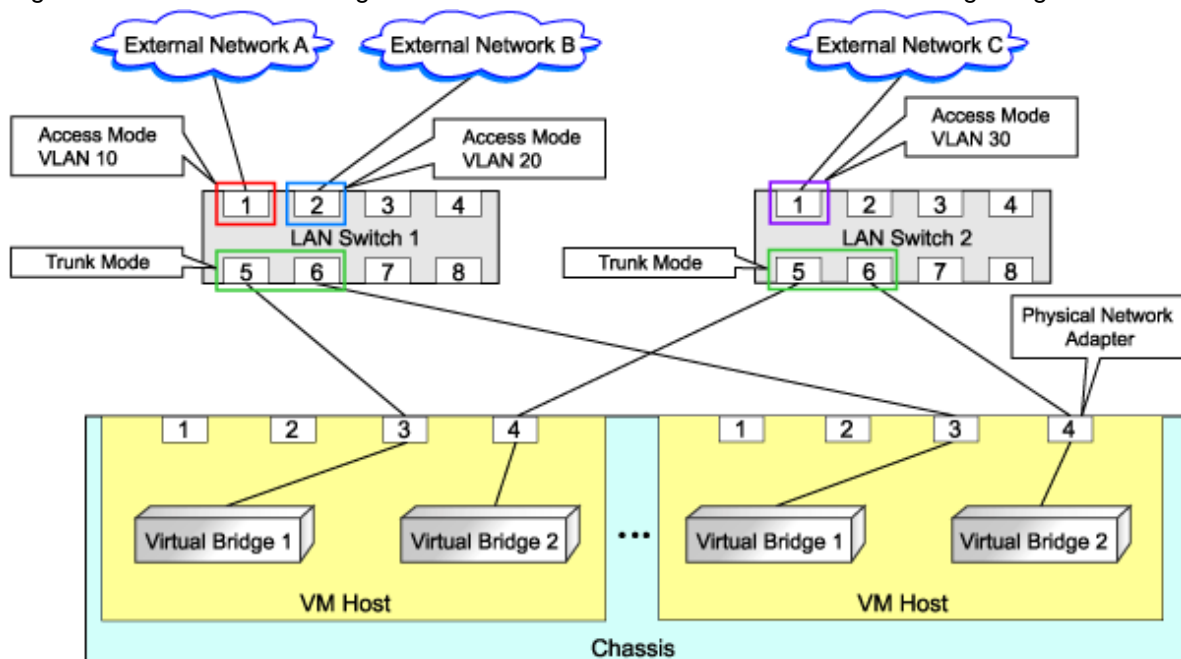 External Network A
External Network B
External Network C
Access Mode
VLAN 10
Access Mode
VLAN 20
Access Mode
VLAN 30
1 2 3 4
LAN Switch 1
5 6 7 8
Trunk Mode
1 2 3 4
LAN Switch 2
5 6 7 8
Trunk Mode
Physical Network
Adapter
1 2 3 4
Virtual Bridge 1
Virtual Bridge 2
VM Host
...
1 2 3 4
Virtual Bridge 1
Virtual Bridge 2
VM Host
Chassis